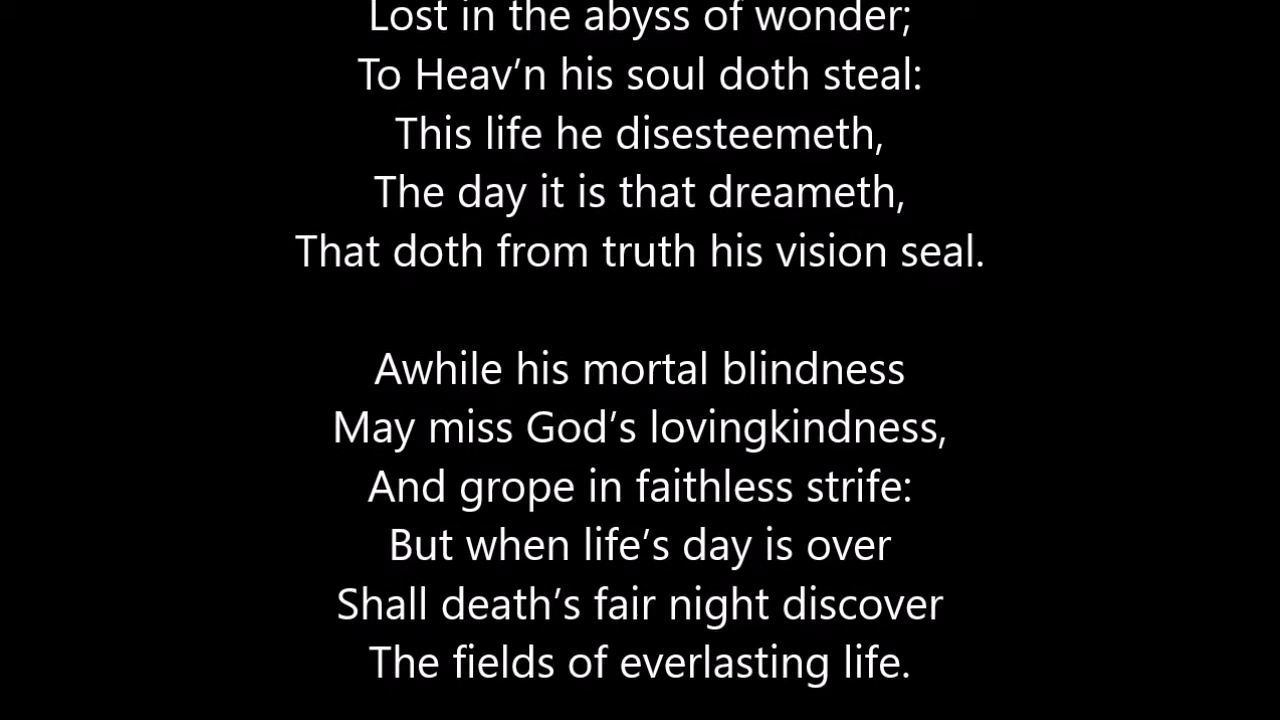 Lost in the abyss of wonder;
To Heav’n his soul doth steal:
This life he disesteemeth,
The day it is that dreameth,
That doth from truth his vision seal.
Awhile his mortal blindness
May miss God’s lovingkindness,
And grope in faithless strife:
But when life’s day is over
Shall death’s fair night discover
The fields of everlasting life.